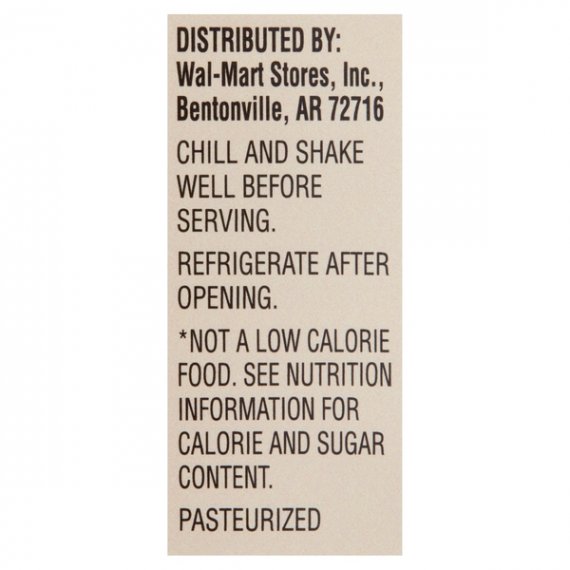 DISTRIBUTED BY:
Wal-Mart Stores, Inc.,
Bentonville, AR 72716
CHILL AND SHAKE
WELL BEFORE
SERVING.
REFRIGERATE AFTER
OPENING.
*NOT A LOW CALORIE
FOOD. SEE NUTRITION
INFORMATION FOR
CALORIE AND SUGAR
CONTENT.
PASTEURIZED